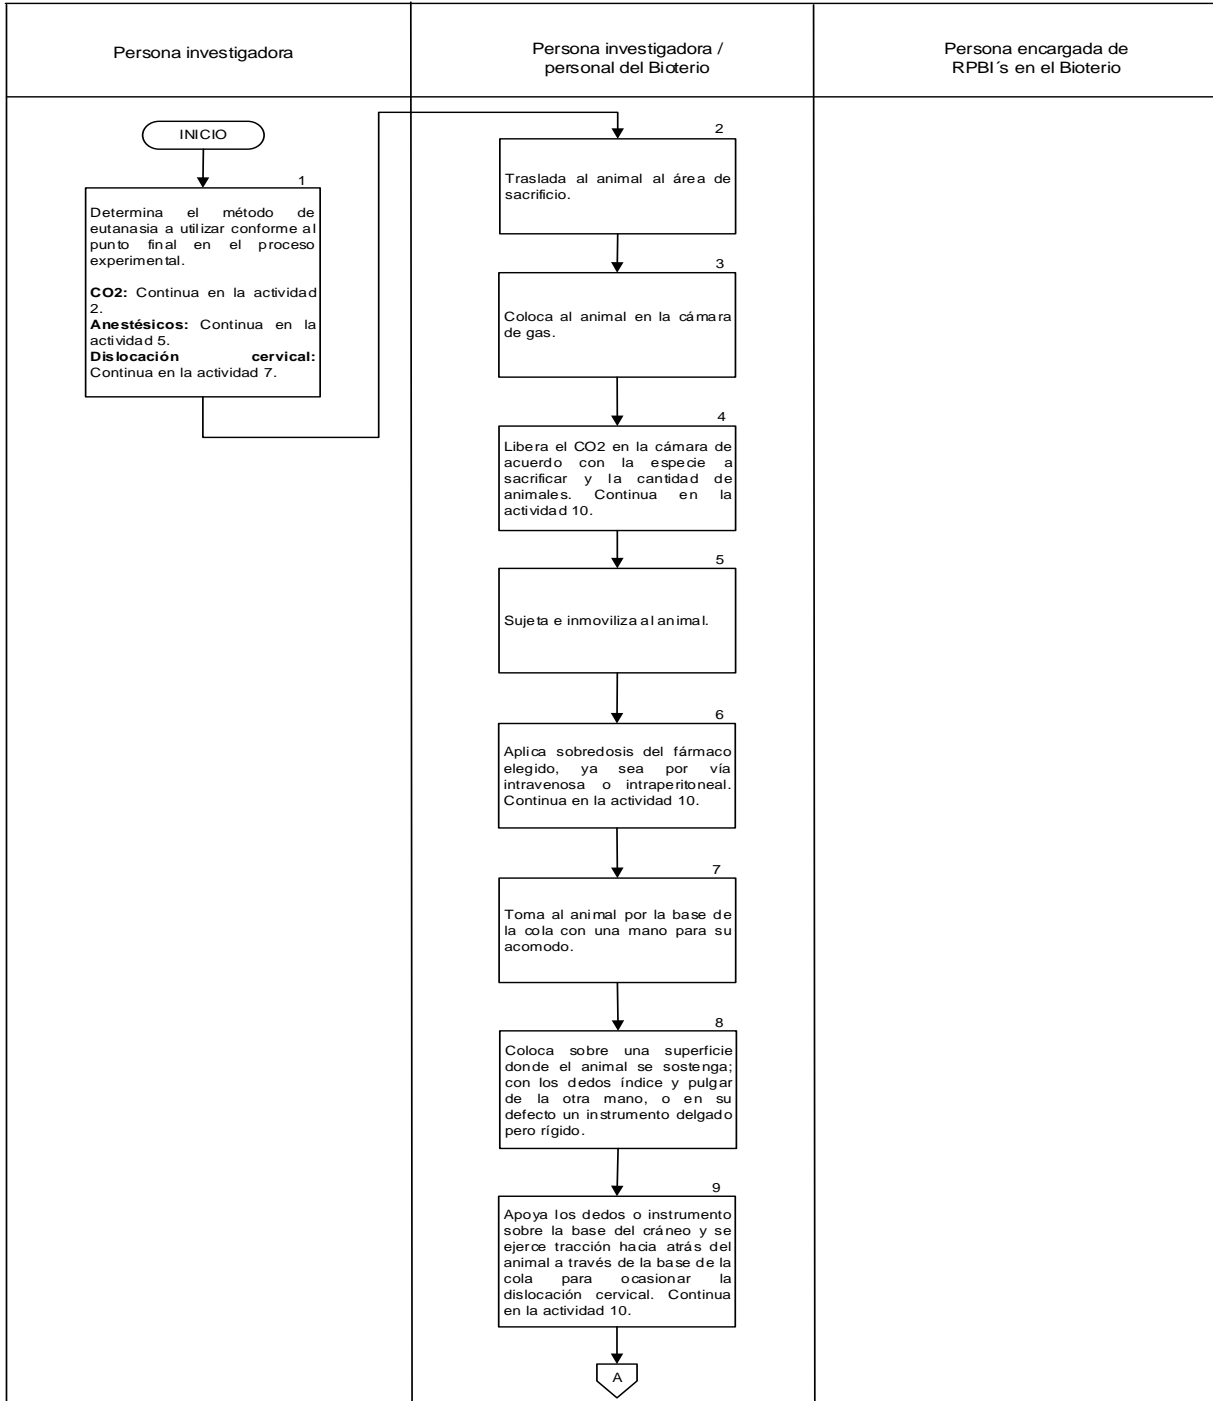 Persona investigadora
Persona investigadora /
personal del Bioterio
Persona encargada de
RPBI´s en el Bioterio
INICIO
1
Determina el método de
eutanasia a utilizar conforme al
punto final en el proceso
experimental.
CO2: Continua en la actividad
2.
Anestésicos: Continua en la
actividad 5.
Dislocación cervical:
Continua en la actividad 7.
2
Traslada al animal al área de
sacrificio.
3
Coloca al animal en la cámara
de gas.
4
Libera el CO2 en la cámara de
acuerdo con la especie a
sacrificar y la cantidad de
animales. Continua en la
actividad 10.
5
Sujeta e inmoviliza al animal.
6
Aplica sobredosis del fármaco
elegido, ya sea por vía
intravenosa o intraperitoneal.
Continua en la actividad 10.
7
Toma al animal por la base de
la cola con una mano para su
acomodo.
8
Coloca sobre una superficie
donde el animal se sostenga;
con los dedos índice y pulgar
de la otra mano, o en su
defecto un instrumento delgado
pero rígido.
9
Apoya los dedos o instrumento
sobre la base del cráneo y se
ejerce tracción hacia atrás del
animal a través de la base de la
cola para ocasionar la
dislocación cervical. Continua
en la actividad 10.
A